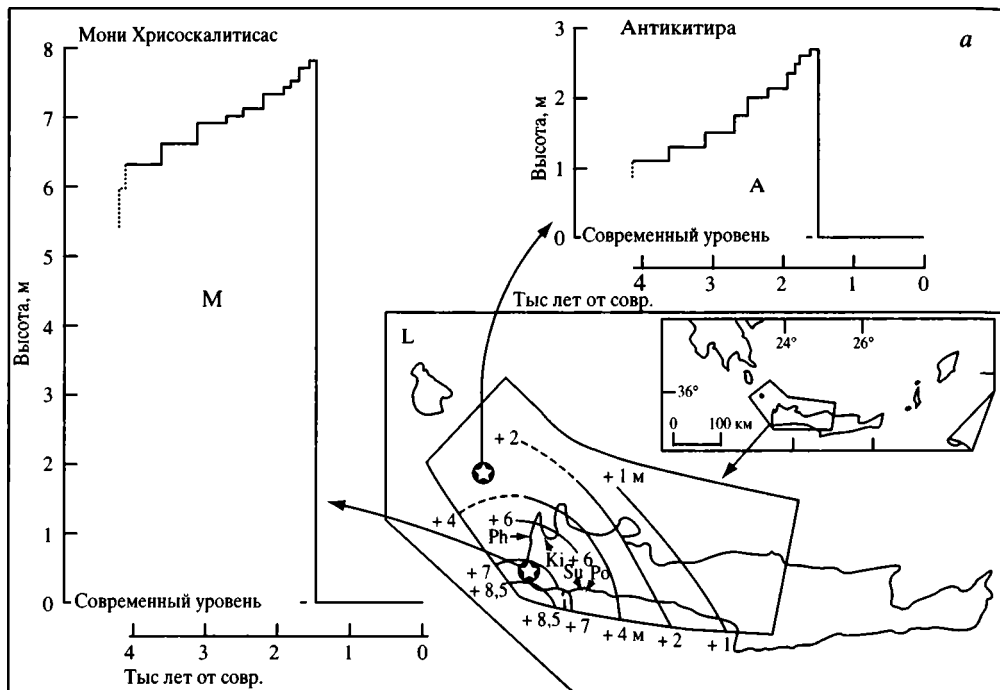 Мони Хрисоскалитисас
Антикитира
а
8
7
6
5
4
3
2
1
0
Высота, м
М
Современный уровень
4 3 2 1 0
Тыс лет от совр.
3
2
1
0
Высота, м
А
Современный уровень
4 3 2 1 0
Тыс лет от совр.
L
24° 26°
36°
0 100 км
+ 2
+ 1 м
+ 4
+ 6
Ph
Ki + 6
Su Po
+ 7
+ 8,5
+ 8,5 + 7 + 4 м + 2 + 1